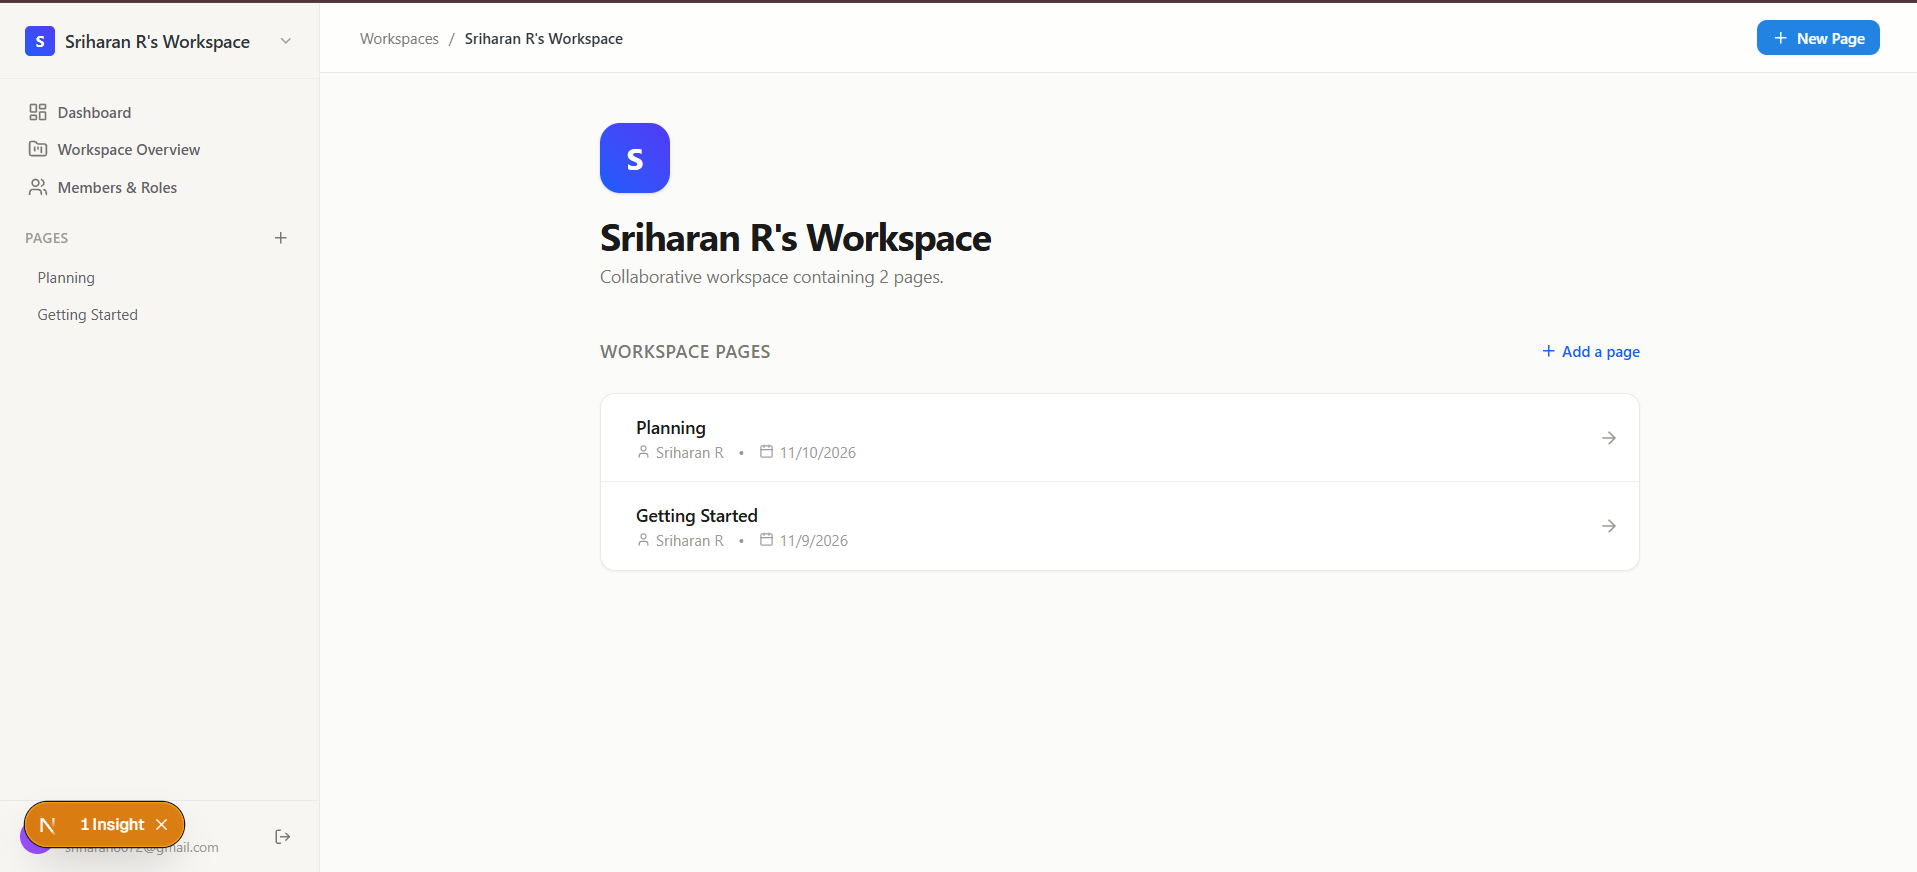 S Sriharan R's Workspace
Dashboard
Workspace Overview
Members & Roles
PAGES
Planning
Getting Started
1 Insight
@gmail.com
Workspaces / Sriharan R's Workspace
New Page
S
Sriharan R's Workspace
Collaborative workspace containing 2 pages.
WORKSPACE PAGES
Add a page
Planning
Sriharan R • 11/10/2026
Getting Started
Sriharan R • 11/9/2026